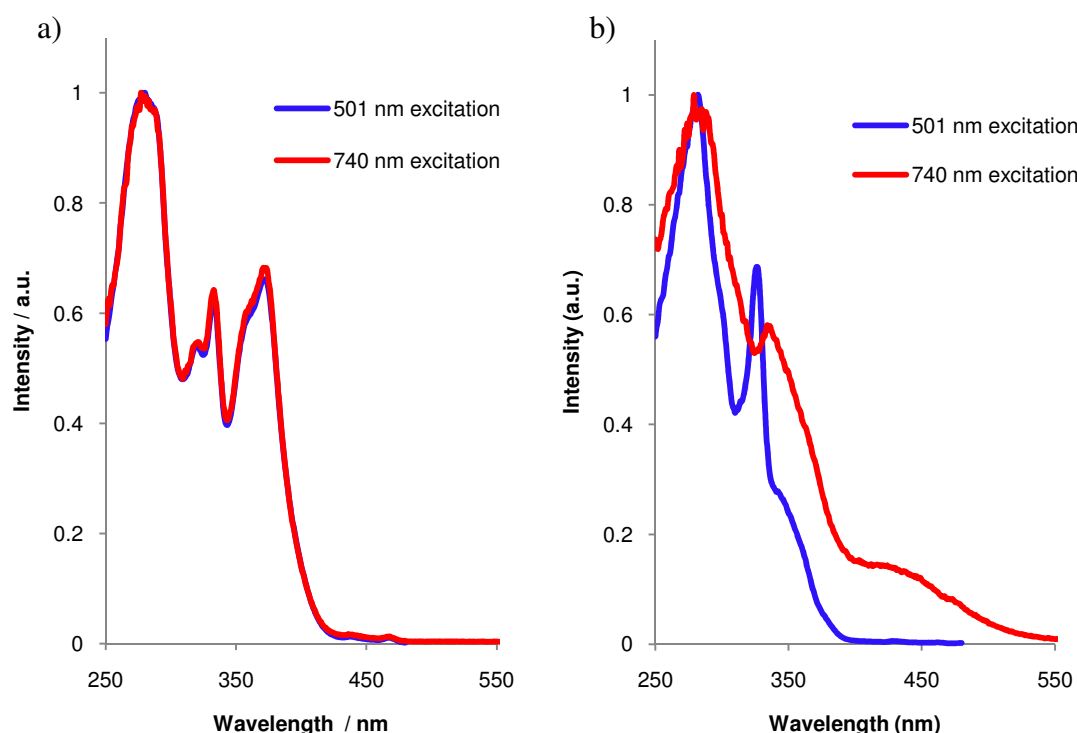 a)
1
0.8
0.6
0.4
0.2
0
Intensity / a.u.
501 nm excitation
740 nm excitation
250
350
450
550
Wavelength / nm
b)
1
0.8
0.6
0.4
0.2
0
Intensity (a.u.)
501 nm excitation
740 nm excitation
250
350
450
550
Wavelength (nm)